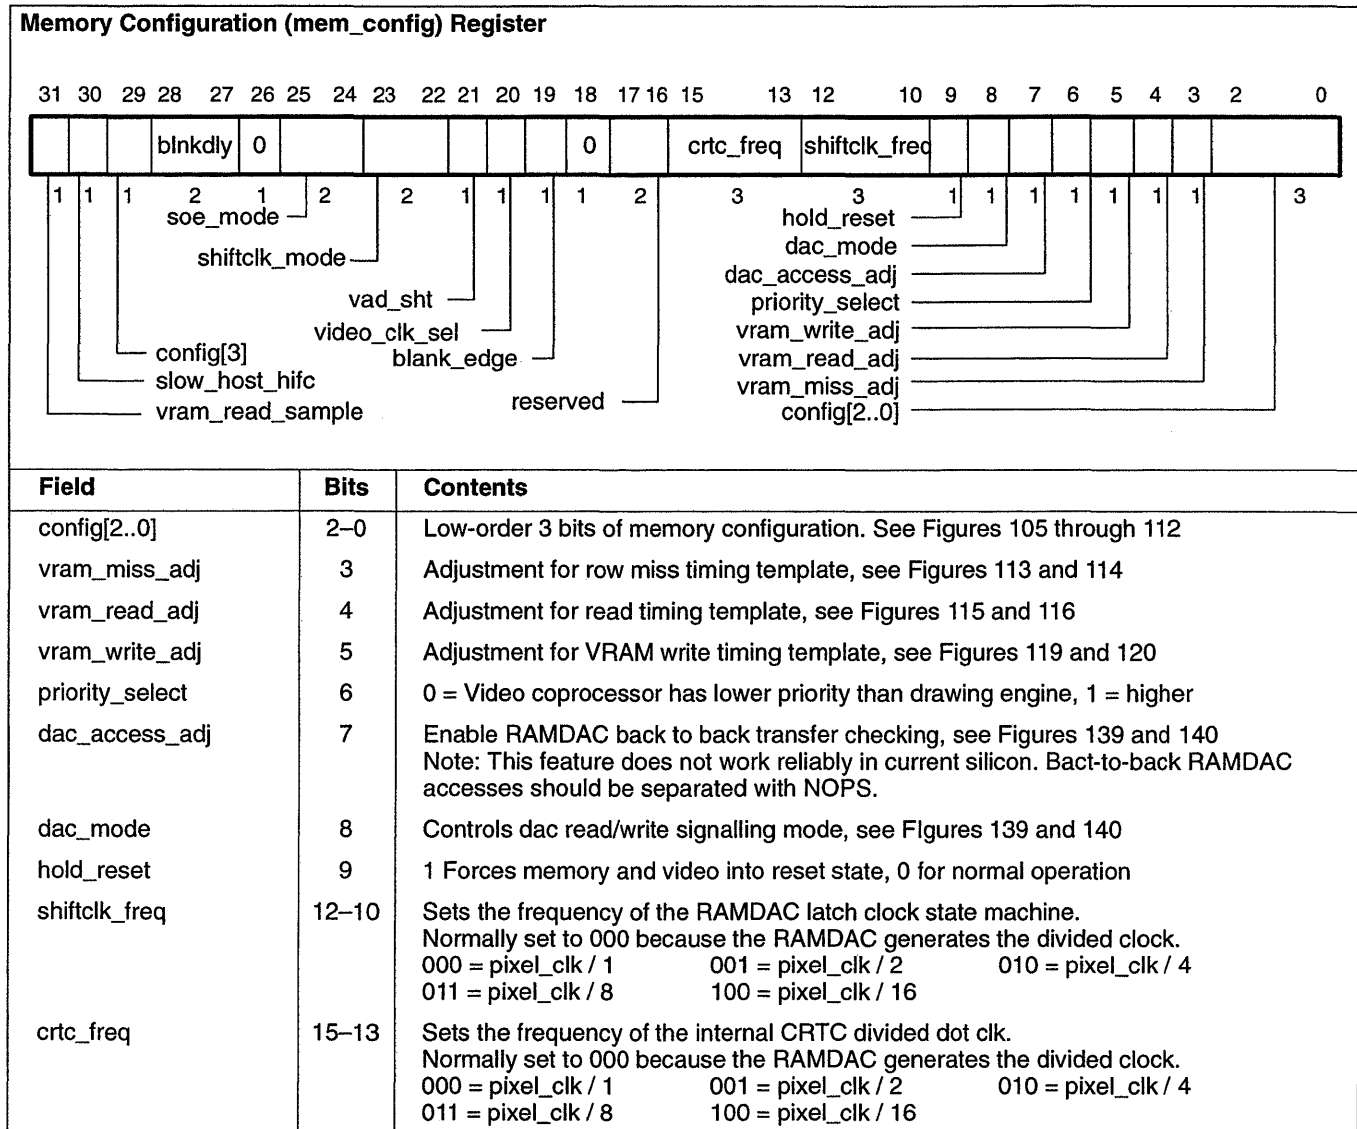 Memory Configuration (mem_config) Register
31 30 29 28 27 26 25 24 23 22 21 20 19 18 17 16 15 13 12 10 9 8 7 6 5 4 3 2 0
blnkdly 0 0 crtc_freq shiftclk_freq
1 1 1 2 1 2 2 1 1 1 1 2 3 3 1 1 1 1 1 1 1 3
soe_mode
hold_reset
dac_mode
shiftclk_mode
dac_access_adj
vad_sht
priority_select
video_clk_sel
vram_write_adj
config[3]
blank_edge
vram_read_adj
slow_host_hifc
vram_miss_adj
vram_read_sample
reserved
config[2..0]
Field Bits Contents
config[2..0] 2–0 Low-order 3 bits of memory configuration. See Figures 105 through 112
vram_miss_adj 3 Adjustment for row miss timing template, see Figures 113 and 114
vram_read_adj 4 Adjustment for read timing template, see Figures 115 and 116
vram_write_adj 5 Adjustment for VRAM write timing template, see Figures 119 and 120
priority_select 6 0 = Video coprocessor has lower priority than drawing engine, 1 = higher
dac_access_adj 7 Enable RAMDAC back to back transfer checking, see Figures 139 and 140
Note: This feature does not work reliably in current silicon. Bact-to-back RAMDAC
accesses should be separated with NOPS.
dac_mode 8 Controls dac read/write signalling mode, see FIgures 139 and 140
hold_reset 9 1 Forces memory and video into reset state, 0 for normal operation
shiftclk_freq 12–10 Sets the frequency of the RAMDAC latch clock state machine.
Normally set to 000 because the RAMDAC generates the divided clock.
000 = pixel_clk / 1 001 = pixel_clk / 2 010 = pixel_clk / 4
011 = pixel_clk / 8 100 = pixel_clk / 16
crtc_freq 15–13 Sets the frequency of the internal CRTC divided dot clk.
Normally set to 000 because the RAMDAC generates the divided clock.
000 = pixel_clk / 1 001 = pixel_clk / 2 010 = pixel_clk / 4
011 = pixel_clk / 8 100 = pixel_clk / 16